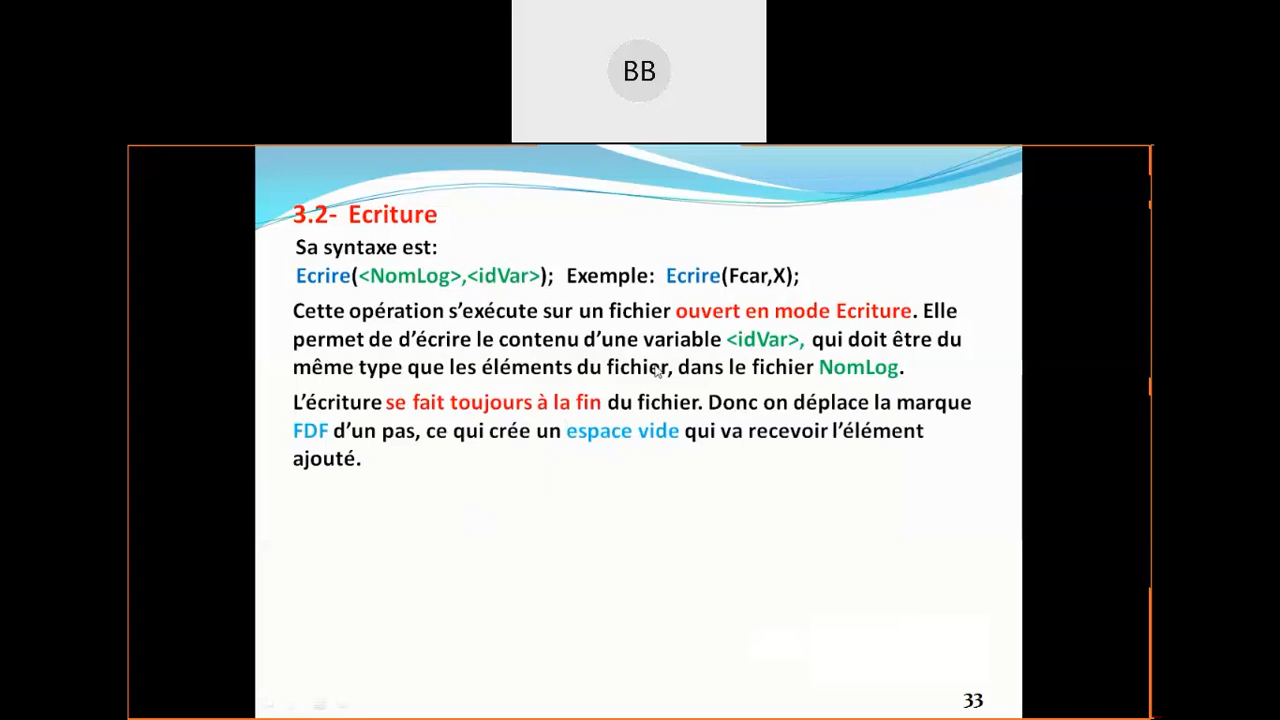 BB
3.2- Ecriture
Sa syntaxe est:
Ecrire(<NomLog>,<idVar>); Exemple: Ecrire(Fcar,X);
Cette opération s’exécute sur un fichier ouvert en mode Ecriture. Elle
permet de d’écrire le contenu d’une variable <idVar>, qui doit être du
même type que les éléments du fichier, dans le fichier NomLog.
L’écriture se fait toujours à la fin du fichier. Donc on déplace la marque
FDF d’un pas, ce qui crée un espace vide qui va recevoir l’élément
ajouté.
33